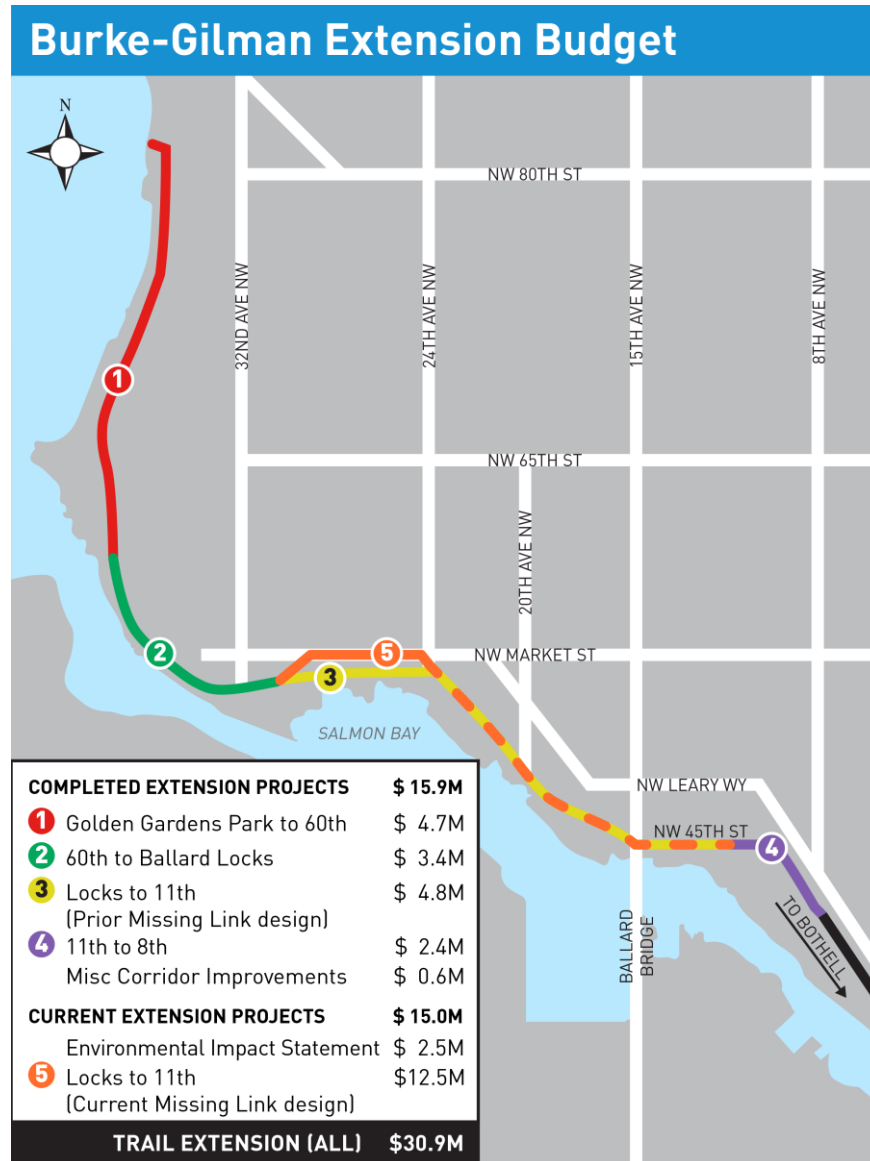 Burke-Gilman Extension Budget
N
NW 80TH ST
32ND AVE NW
24TH AVE NW
15TH AVE NW
8TH AVE NW
1
NW 65TH ST
20TH AVE NW
2
5
NW MARKET ST
3
SALMON BAY
NW LEARY WY
NW 45TH ST
4
BALLARD
BRIDGE
TO BOTHELL
COMPLETED EXTENSION PROJECTS $ 15.9M
1 Golden Gardens Park to 60th $ 4.7M
2 60th to Ballard Locks $ 3.4M
3 Locks to 11th $ 4.8M
(Prior Missing Link design)
4 11th to 8th $ 2.4M
Misc Corridor Improvements $ 0.6M
CURRENT EXTENSION PROJECTS $ 15.0M
Environmental Impact Statement $ 2.5M
5 Locks to 11th $12.5M
(Current Missing Link design)
TRAIL EXTENSION (ALL) $30.9M